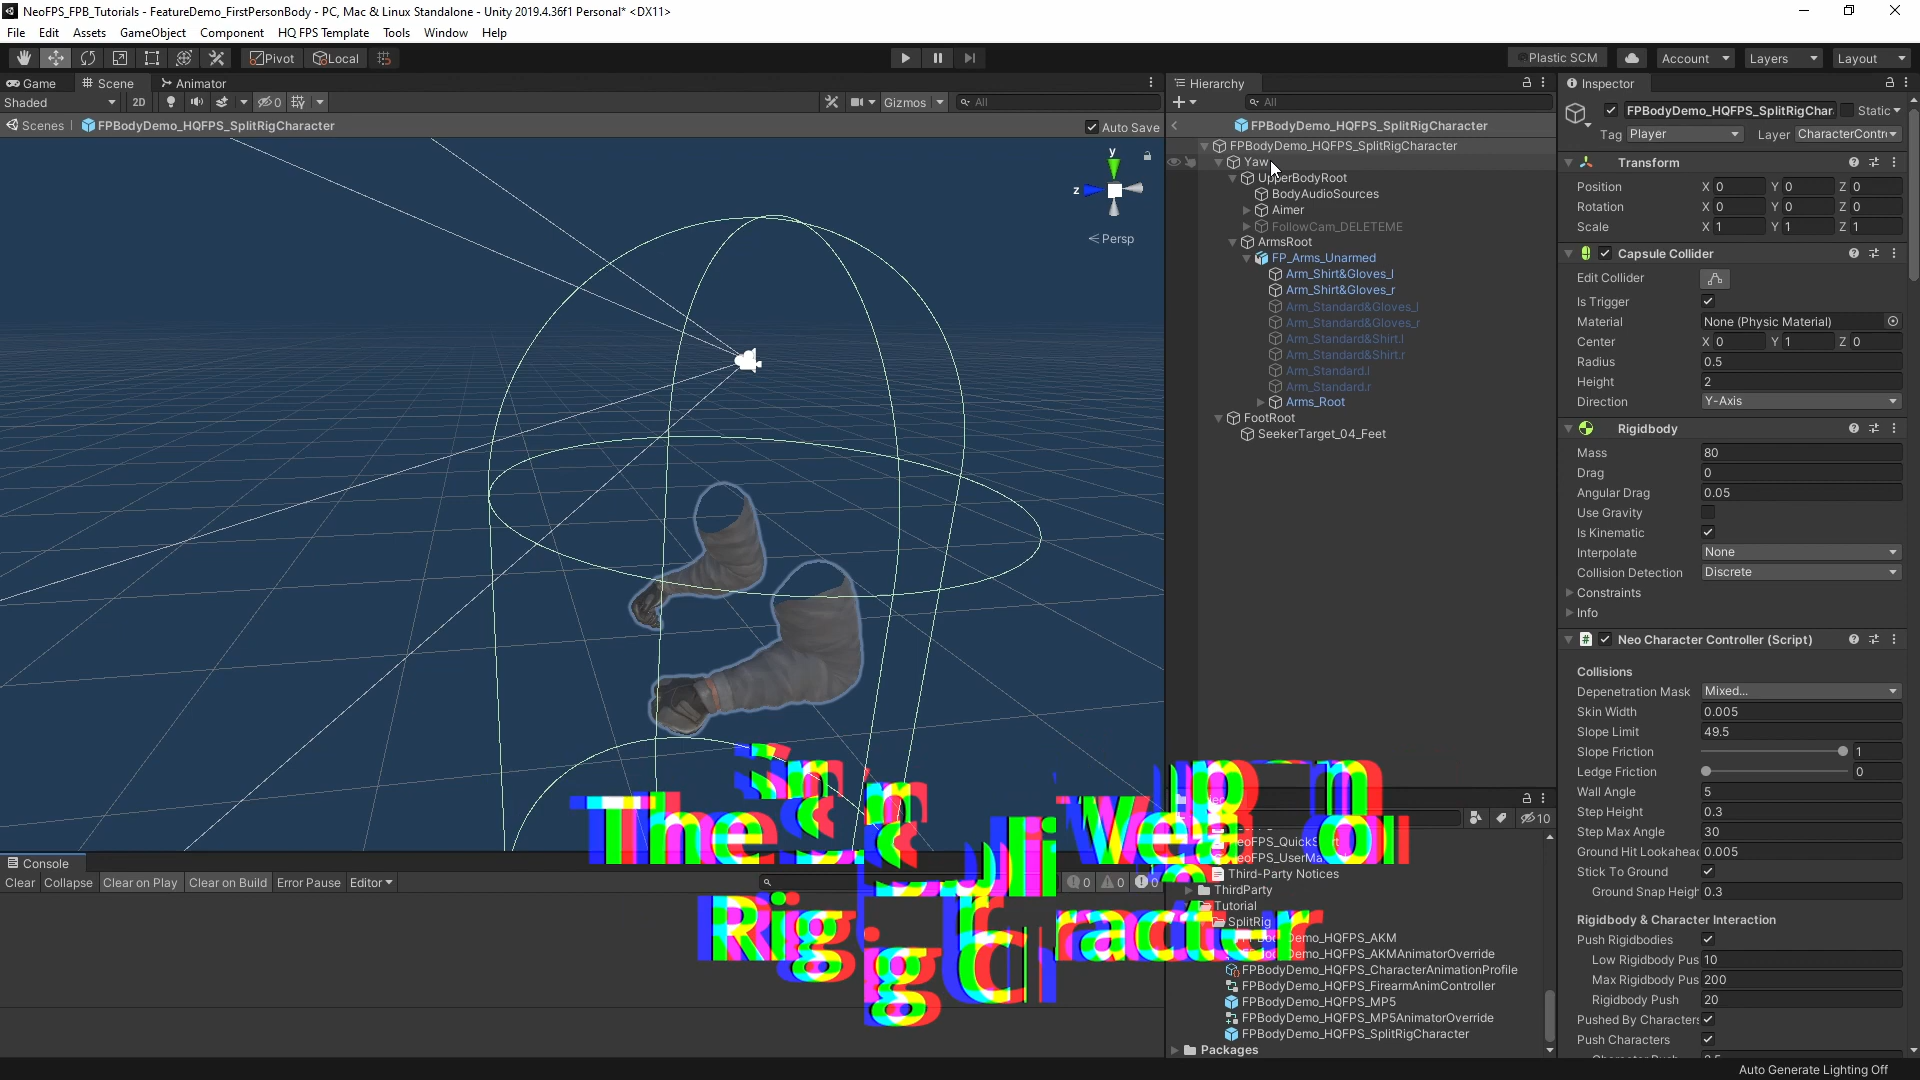 NeoFPS_FPB_Tutorials - FeatureDemo_FirstPersonBody - PC, Mac & Linux Standalone - Unity 2019.4.36f1 Personal* <DX11>
File Edit Assets GameObject Component HQ FPS Template Tools Window Help
Pivot Local Plastic SCM Account Layers Layout
Game Scene Animator
Shaded 2D 0 Gizmos All
Scenes FPBodyDemo_HQFPS_SplitRigCharacter Auto Save
y
z
Persp
Hierarchy
All
FPBodyDemo_HQFPS_SplitRigCharacter
FPBodyDemo_HQFPS_SplitRigCharacter
Yaw
UpperBodyRoot
BodyAudioSources
Aimer
FollowCam_DELETEME
ArmsRoot
FP_Arms_Unarmed
Arm_Shirt&Gloves_l
Arm_Shirt&Gloves_r
Arm_Standard&Gloves_l
Arm_Standard&Gloves_r
Arm_Standard&Shirt.l
Arm_Standard&Shirt.r
Arm_Standard.l
Arm_Standard.r
Arms_Root
FootRoot
SeekerTarget_04_Feet
Inspector
FPBodyDemo_HQFPS_SplitRigChar Static
Tag Player Layer CharacterContr
Transform
Position X 0 Y 0 Z 0
Rotation X 0 Y 0 Z 0
Scale X 1 Y 1 Z 1
Capsule Collider
Edit Collider
Is Trigger
Material None (Physic Material)
Center X 0 Y 1 Z 0
Radius 0.5
Height 2
Direction Y-Axis
Rigidbody
Mass 80
Drag 0
Angular Drag 0.05
Use Gravity
Is Kinematic
Interpolate None
Collision Detection Discrete
Constraints
Info
Neo Character Controller (Script)
Collisions
Depenetration Mask Mixed...
Skin Width 0.005
Slope Limit 49.5
Slope Friction 1
Ledge Friction 0
Wall Angle 5
Step Height 0.3
Step Max Angle 30
Ground Hit Lookahead 0.005
Stick To Ground
Ground Snap Heigh 0.3
Rigidbody & Character Interaction
Push Rigidbodies
Low Rigidbody Pus 10
Max Rigidbody Pus 200
Rigidbody Push 20
Pushed By Characters
Push Characters
The
Rig
Console
Clear Collapse Clear on Play Clear on Build Error Pause Editor 0 0 0
10
Third-Party Notices
ThirdParty
Tutorial
SplitRig
FPBodyDemo_HQFPS_CharacterAnimationProfile
FPBodyDemo_HQFPS_FirearmAnimController
FPBodyDemo_HQFPS_MP5
FPBodyDemo_HQFPS_MP5AnimatorOverride
FPBodyDemo_HQFPS_SplitRigCharacter
Packages
Auto Generate Lighting Off